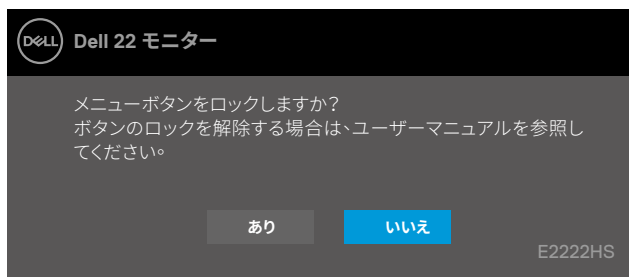 DELL
Dell 22 モニター
メニューボタンをロックしますか?
ボタンのロックを解除する場合は、ユーザーマニュアルを参照し
てください。
あり
いいえ
E2222HS